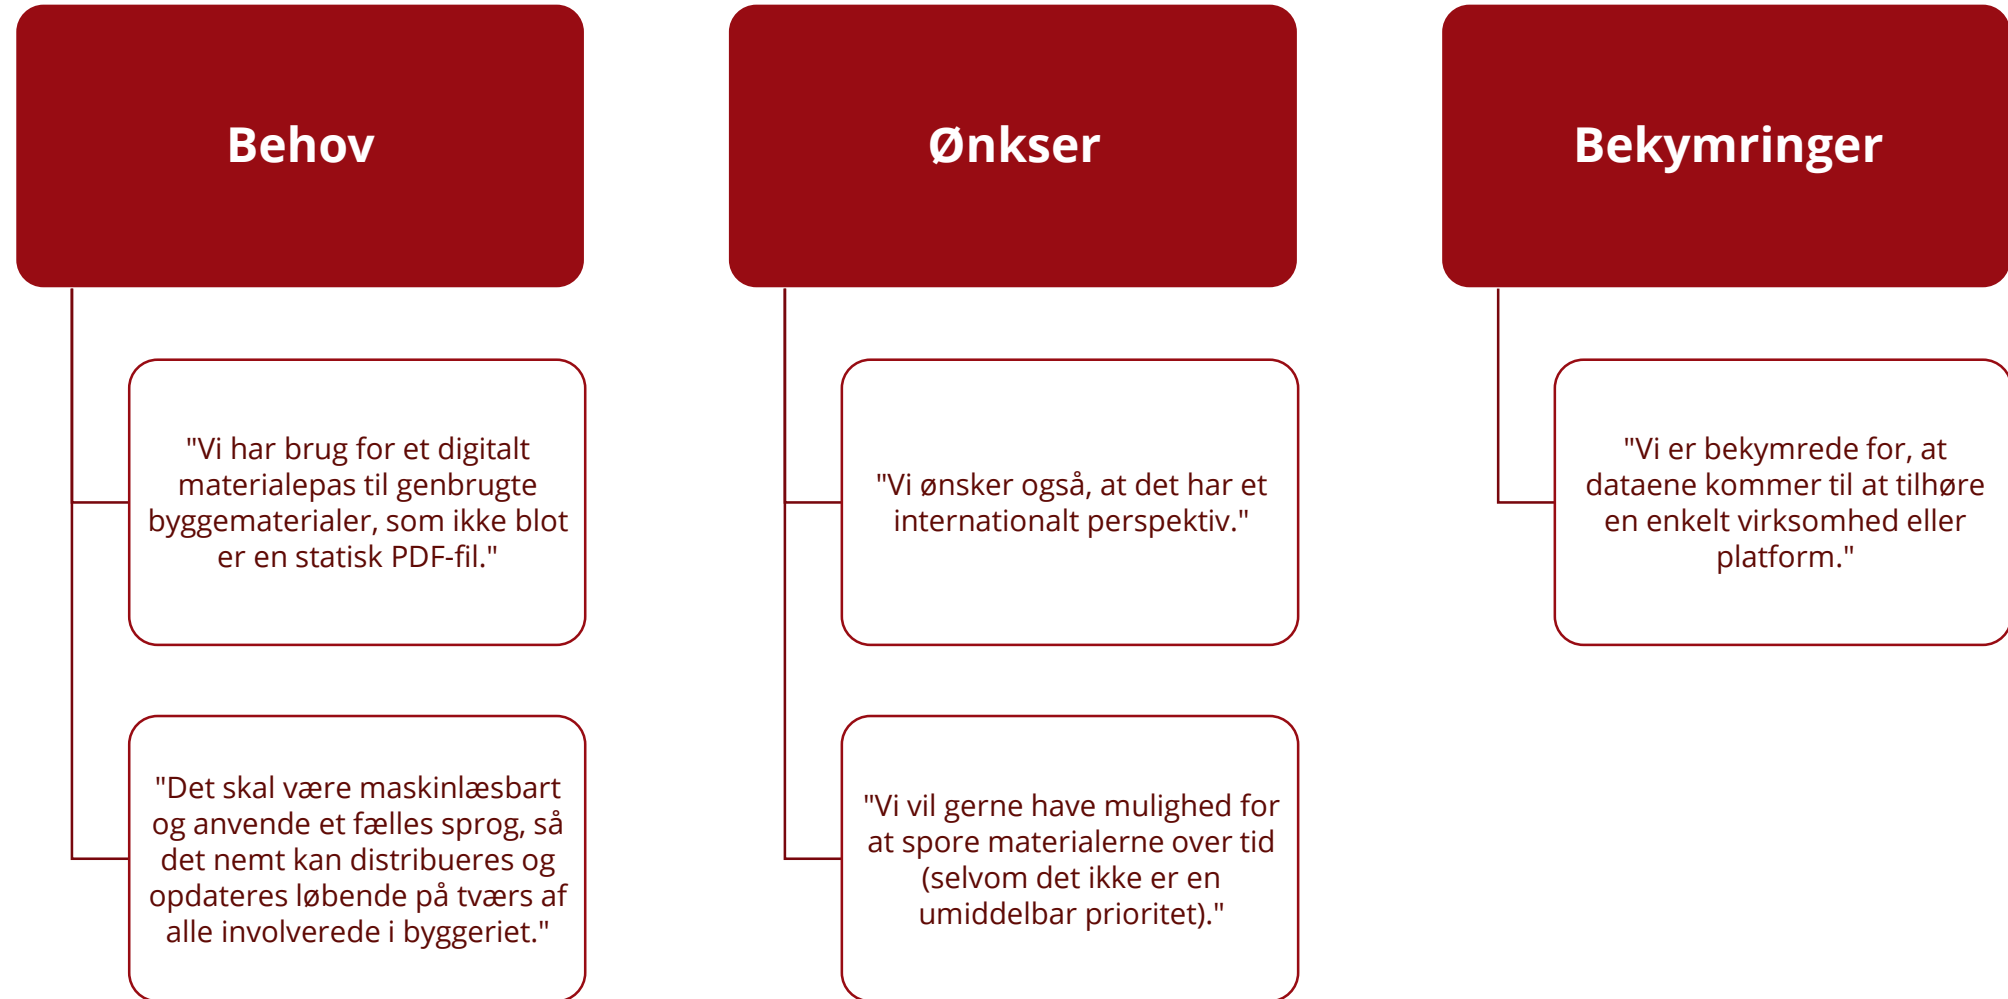 Behov
"Vi har brug for et digitalt
materialepas til genbrugte
byggematerialer, som ikke blot
er en statisk PDF-fil."
"Det skal være maskinlæsbart
og anvende et fælles sprog, så
det nemt kan distribueres og
opdateres løbende på tværs af
alle involverede i byggeriet."
Ønkser
"Vi ønsker også, at det har et
internationalt perspektiv."
"Vi vil gerne have mulighed for
at spore materialerne over tid
(selvom det ikke er en
umiddelbar prioritet)."
Bekymringer
"Vi er bekymrede for, at
dataene kommer til at tilhøre
en enkelt virksomhed eller
platform."